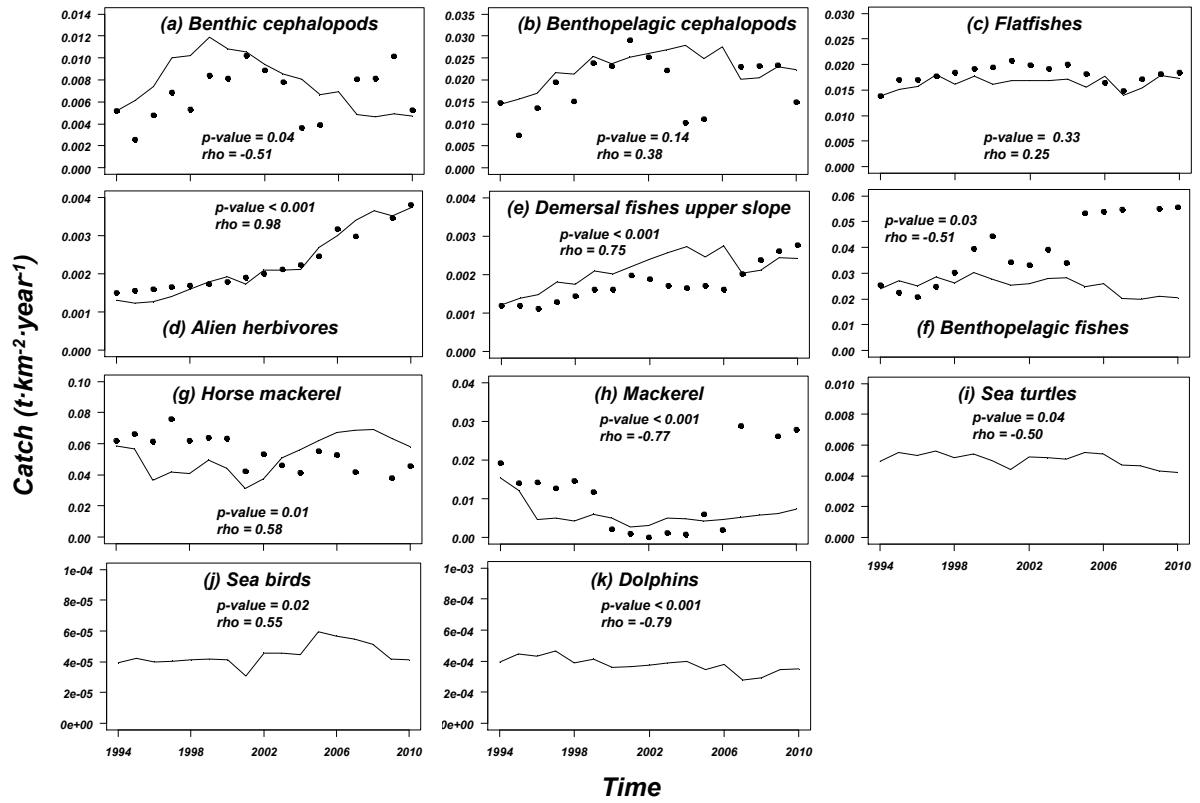 (a) Benthic cephalopods
0.014
0.012
0.010
0.008
0.006
0.004
0.002
0.000
p-value = 0.04
rho = -0.51
(b) Benthopelagic cephalopods
0.035
0.030
0.025
0.020
0.015
0.010
0.005
0.000
p-value = 0.14
rho = 0.38
(c) Flatfishes
0.030
0.025
0.020
0.015
0.010
0.005
0.000
p-value = 0.33
rho = 0.25
0.004
0.003
0.002
0.001
0.000
p-value < 0.001
rho = 0.98
(d) Alien herbivores
(e) Demersal fishes upper slope
0.004
0.003
0.002
0.001
0.000
p-value < 0.001
rho = 0.75
0.06
0.05
0.04
0.03
0.02
0.01
0.00
p-value = 0.03
rho = -0.51
(f) Benthopelagic fishes
Catch (t·km-2·year-1)
(g) Horse mackerel
0.10
0.08
0.06
0.04
0.02
0.00
p-value = 0.01
rho = 0.58
(h) Mackerel
0.04
0.03
0.02
0.01
0.00
p-value < 0.001
rho = -0.77
(i) Sea turtles
0.010
0.008
0.006
0.004
0.002
0.000
p-value = 0.04
rho = -0.50
1994 1998 2002 2006 2010
(j) Sea birds
1e-04
8e-05
6e-05
4e-05
2e-05
0e+00
p-value = 0.02
rho = 0.55
1994 1998 2002 2006 2010
(k) Dolphins
1e-03
8e-04
6e-04
4e-04
2e-04
0e+00
p-value < 0.001
rho = -0.79
1994 1998 2002 2006 2010
Time